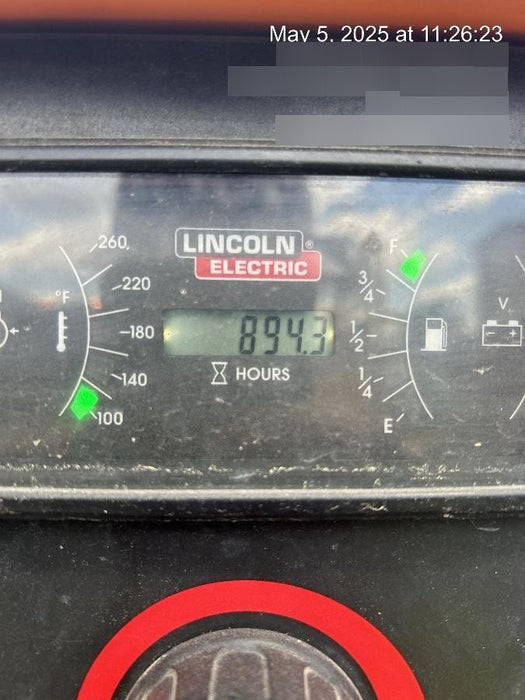 May 5, 2025 at 11:26:23
LINCOLN®
ELECTRIC
260
°F
220
180
140
100
894.3
HOURS
F
3/4
1/2
1/4
E
V